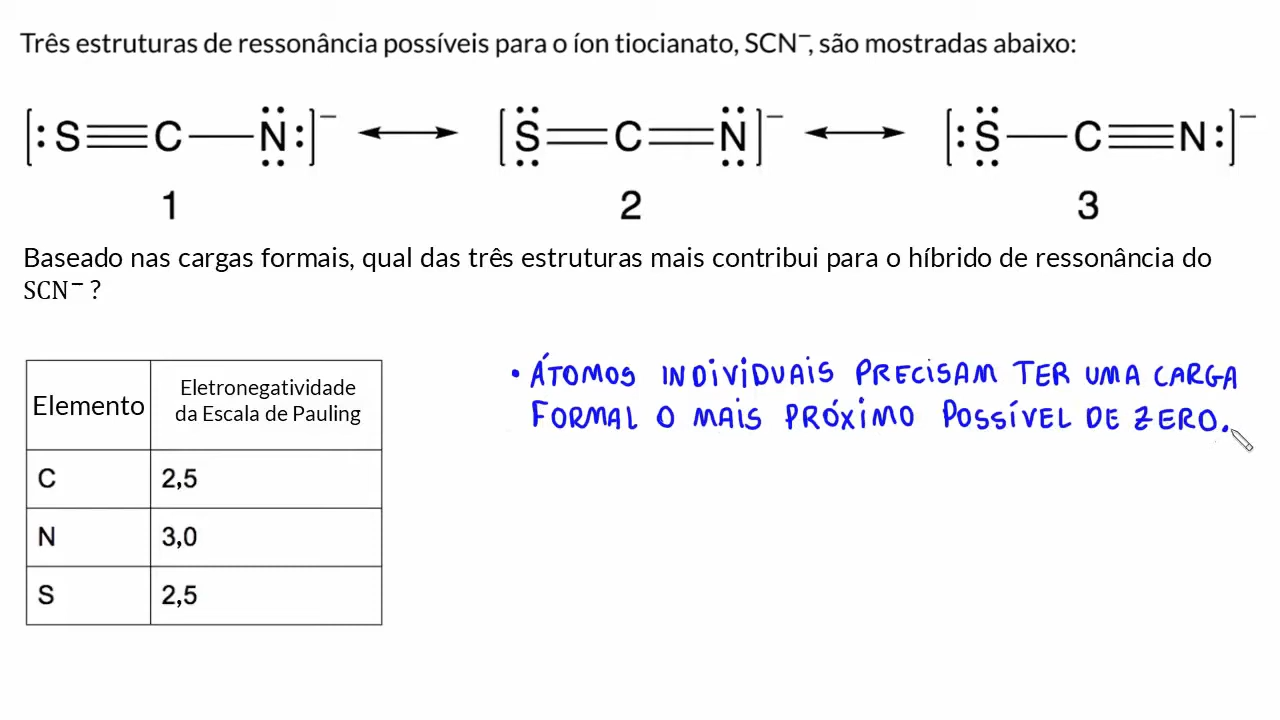 Três estruturas de ressonância possíveis para o íon tiocianato, SCN⁻, são mostradas abaixo:
[:S≡C—N̈:]⁻ ↔ [S̈=C=N̈]⁻ ↔ [:S̈—C≡N:]⁻
1 2 3
Baseado nas cargas formais, qual das três estruturas mais contribui para o híbrido de ressonância do
SCN⁻ ?
Elemento Eletronegatividade
da Escala de Pauling
C 2,5
N 3,0
S 2,5
• ÁTOMOS INDIVIDUAIS PRECISAM TER UMA CARGA
FORMAL O MAIS PRÓXIMO POSSÍVEL DE ZERO.